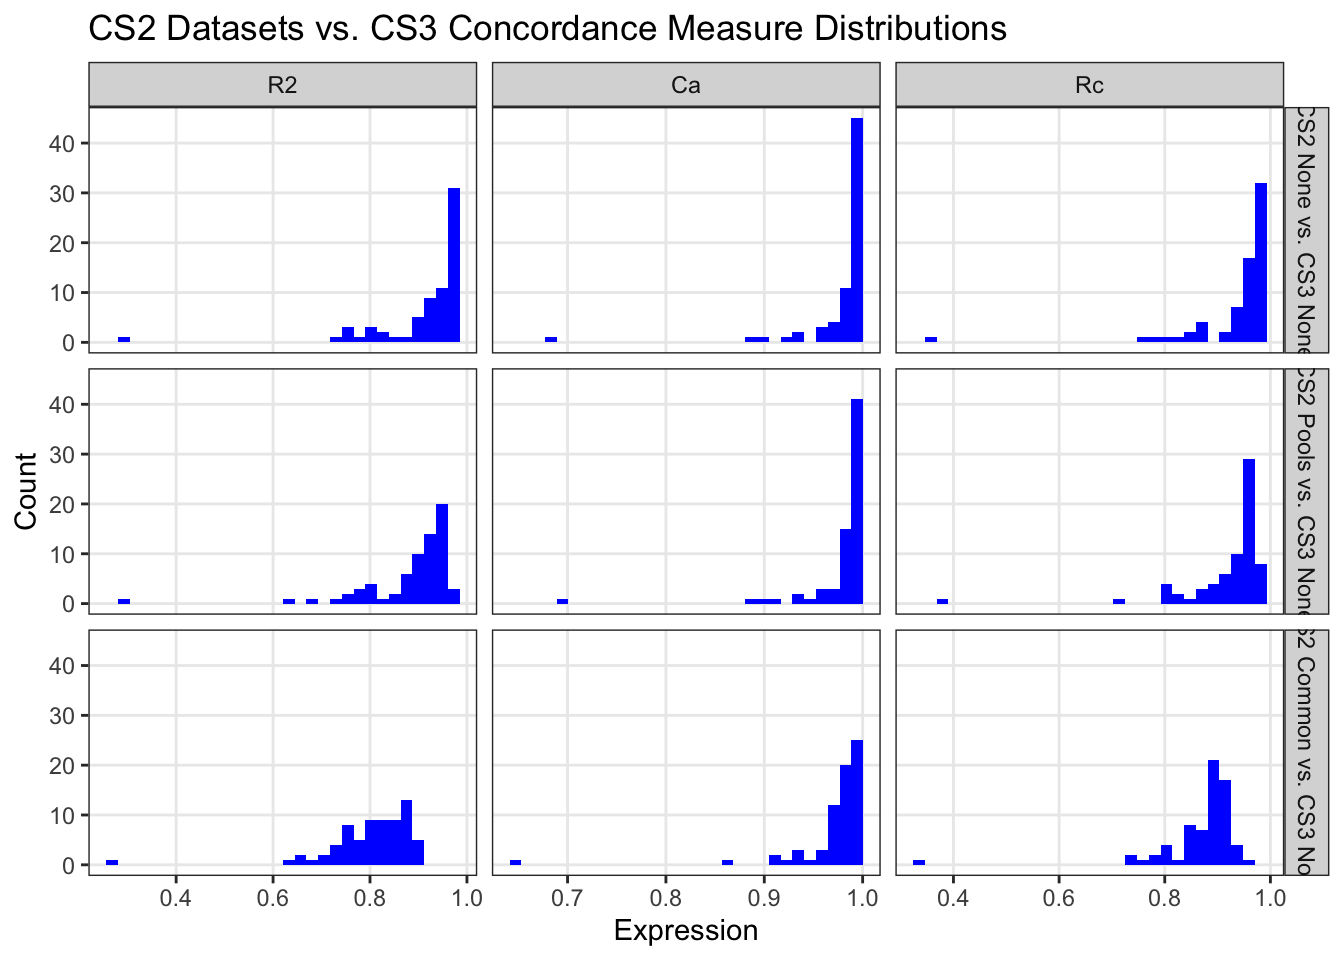 CS2 Datasets vs. CS3 Concordance Measure Distributions
R2 Ca Rc
40
30
20
10
0
CS2 None vs. CS3 None
40
30
20
10
0
CS2 Pools vs. CS3 None
40
30
20
10
0
S2 Common vs. CS3 No
Count
0.4 0.6 0.8 1.0 0.7 0.8 0.9 1.0 0.4 0.6 0.8 1.0
Expression